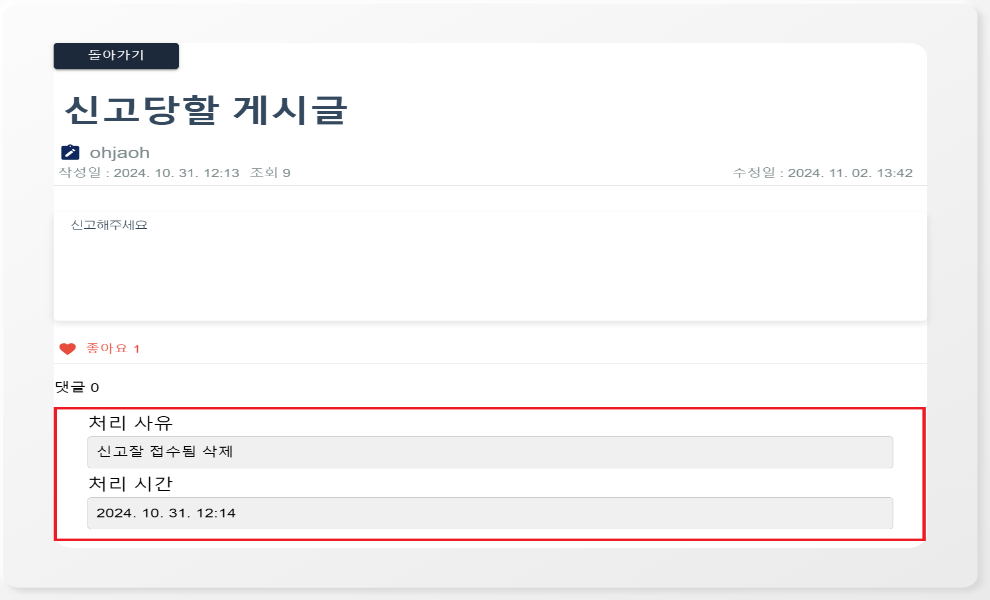 돌아가기
신고당할 게시글
ohjaoh
작성일 : 2024. 10. 31. 12:13 조회 9
수정일 : 2024. 11. 02. 13:42
신고해주세요
좋아요 1
댓글 0
처리 사유
신고잘 접수됨 삭제
처리 시간
2024. 10. 31. 12:14